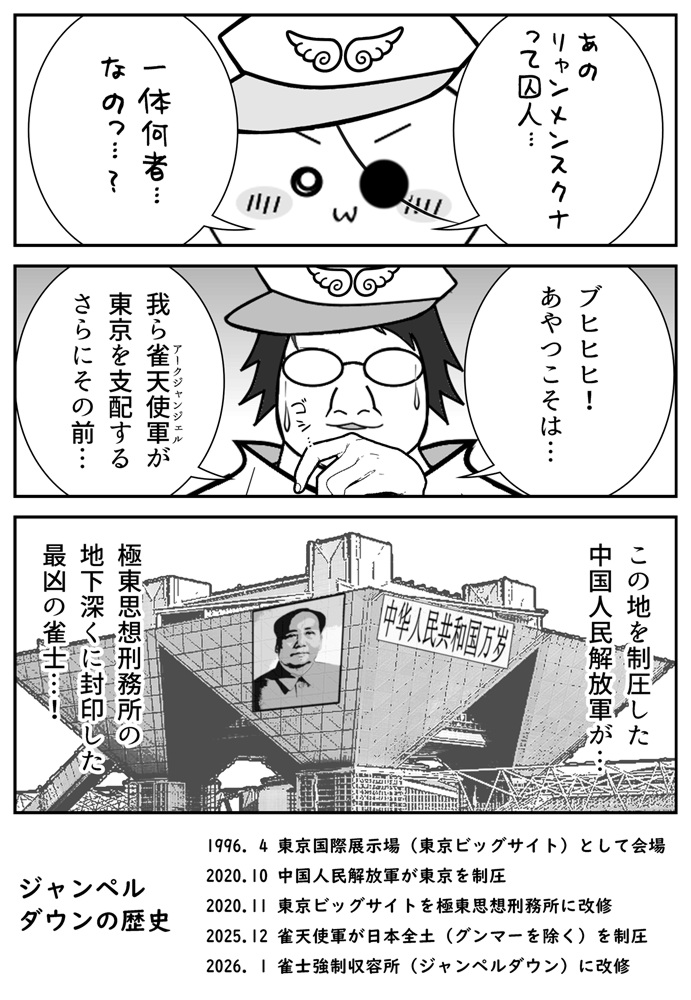 あの
リャンメンスクナ
って囚人…
一体何者…
なのっ…?
ブヒヒヒ!
あやつこそは…
我ら雀天使軍が
アークジャンジェル
東京を支配する
さらにその前…
ゴシ…
この地を制圧した
中国人民解放軍が…
中华人民共和国万岁
極東思想刑務所の
地下深くに封印した
最凶の雀士…!
ジャンペル
ダウンの歴史
1996. 4 東京国際展示場(東京ビッグサイト)として会場
2020.10 中国人民解放軍が東京を制圧
2020.11 東京ビッグサイトを極東思想刑務所に改修
2025.12 雀天使軍が日本全土(グンマーを除く)を制圧
2026. 1 雀士強制収容所(ジャンペルダウン)に改修